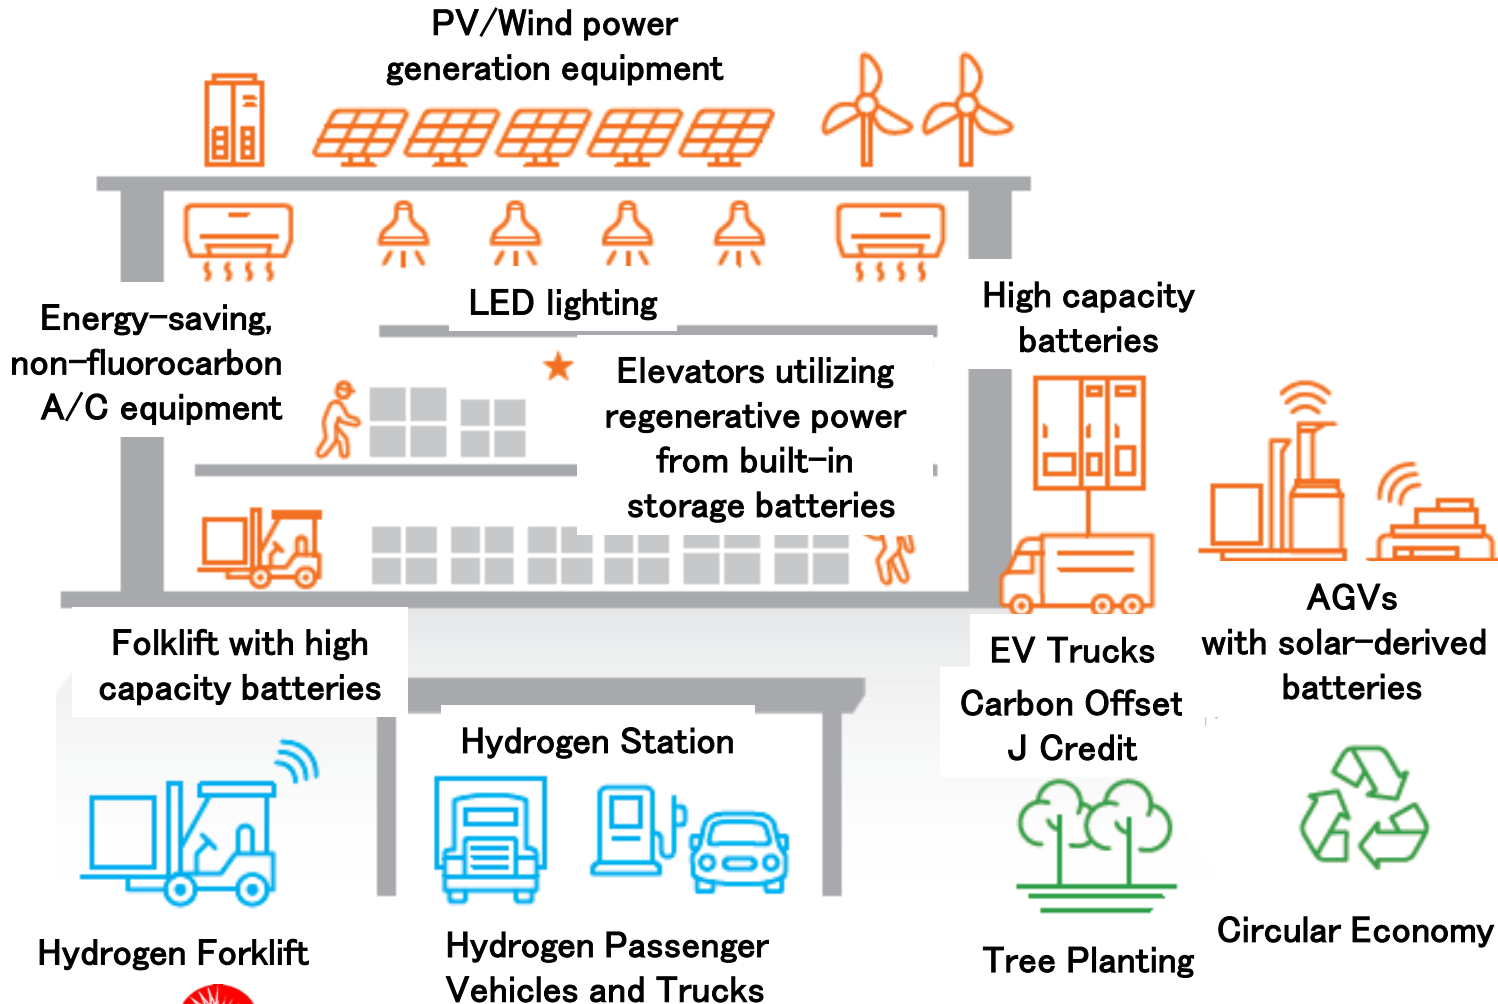 PV/Wind power
generation equipment
LED lighting
Energy-saving,
non-fluorocarbon
A/C equipment
High capacity
batteries
Elevators utilizing
regenerative power
from built-in
storage batteries
AGVs
with solar-derived
batteries
Folklift with high
capacity batteries
EV Trucks
Carbon Offset
J Credit
Hydrogen Station
Hydrogen Forklift
Hydrogen Passenger
Vehicles and Trucks
Tree Planting
Circular Economy